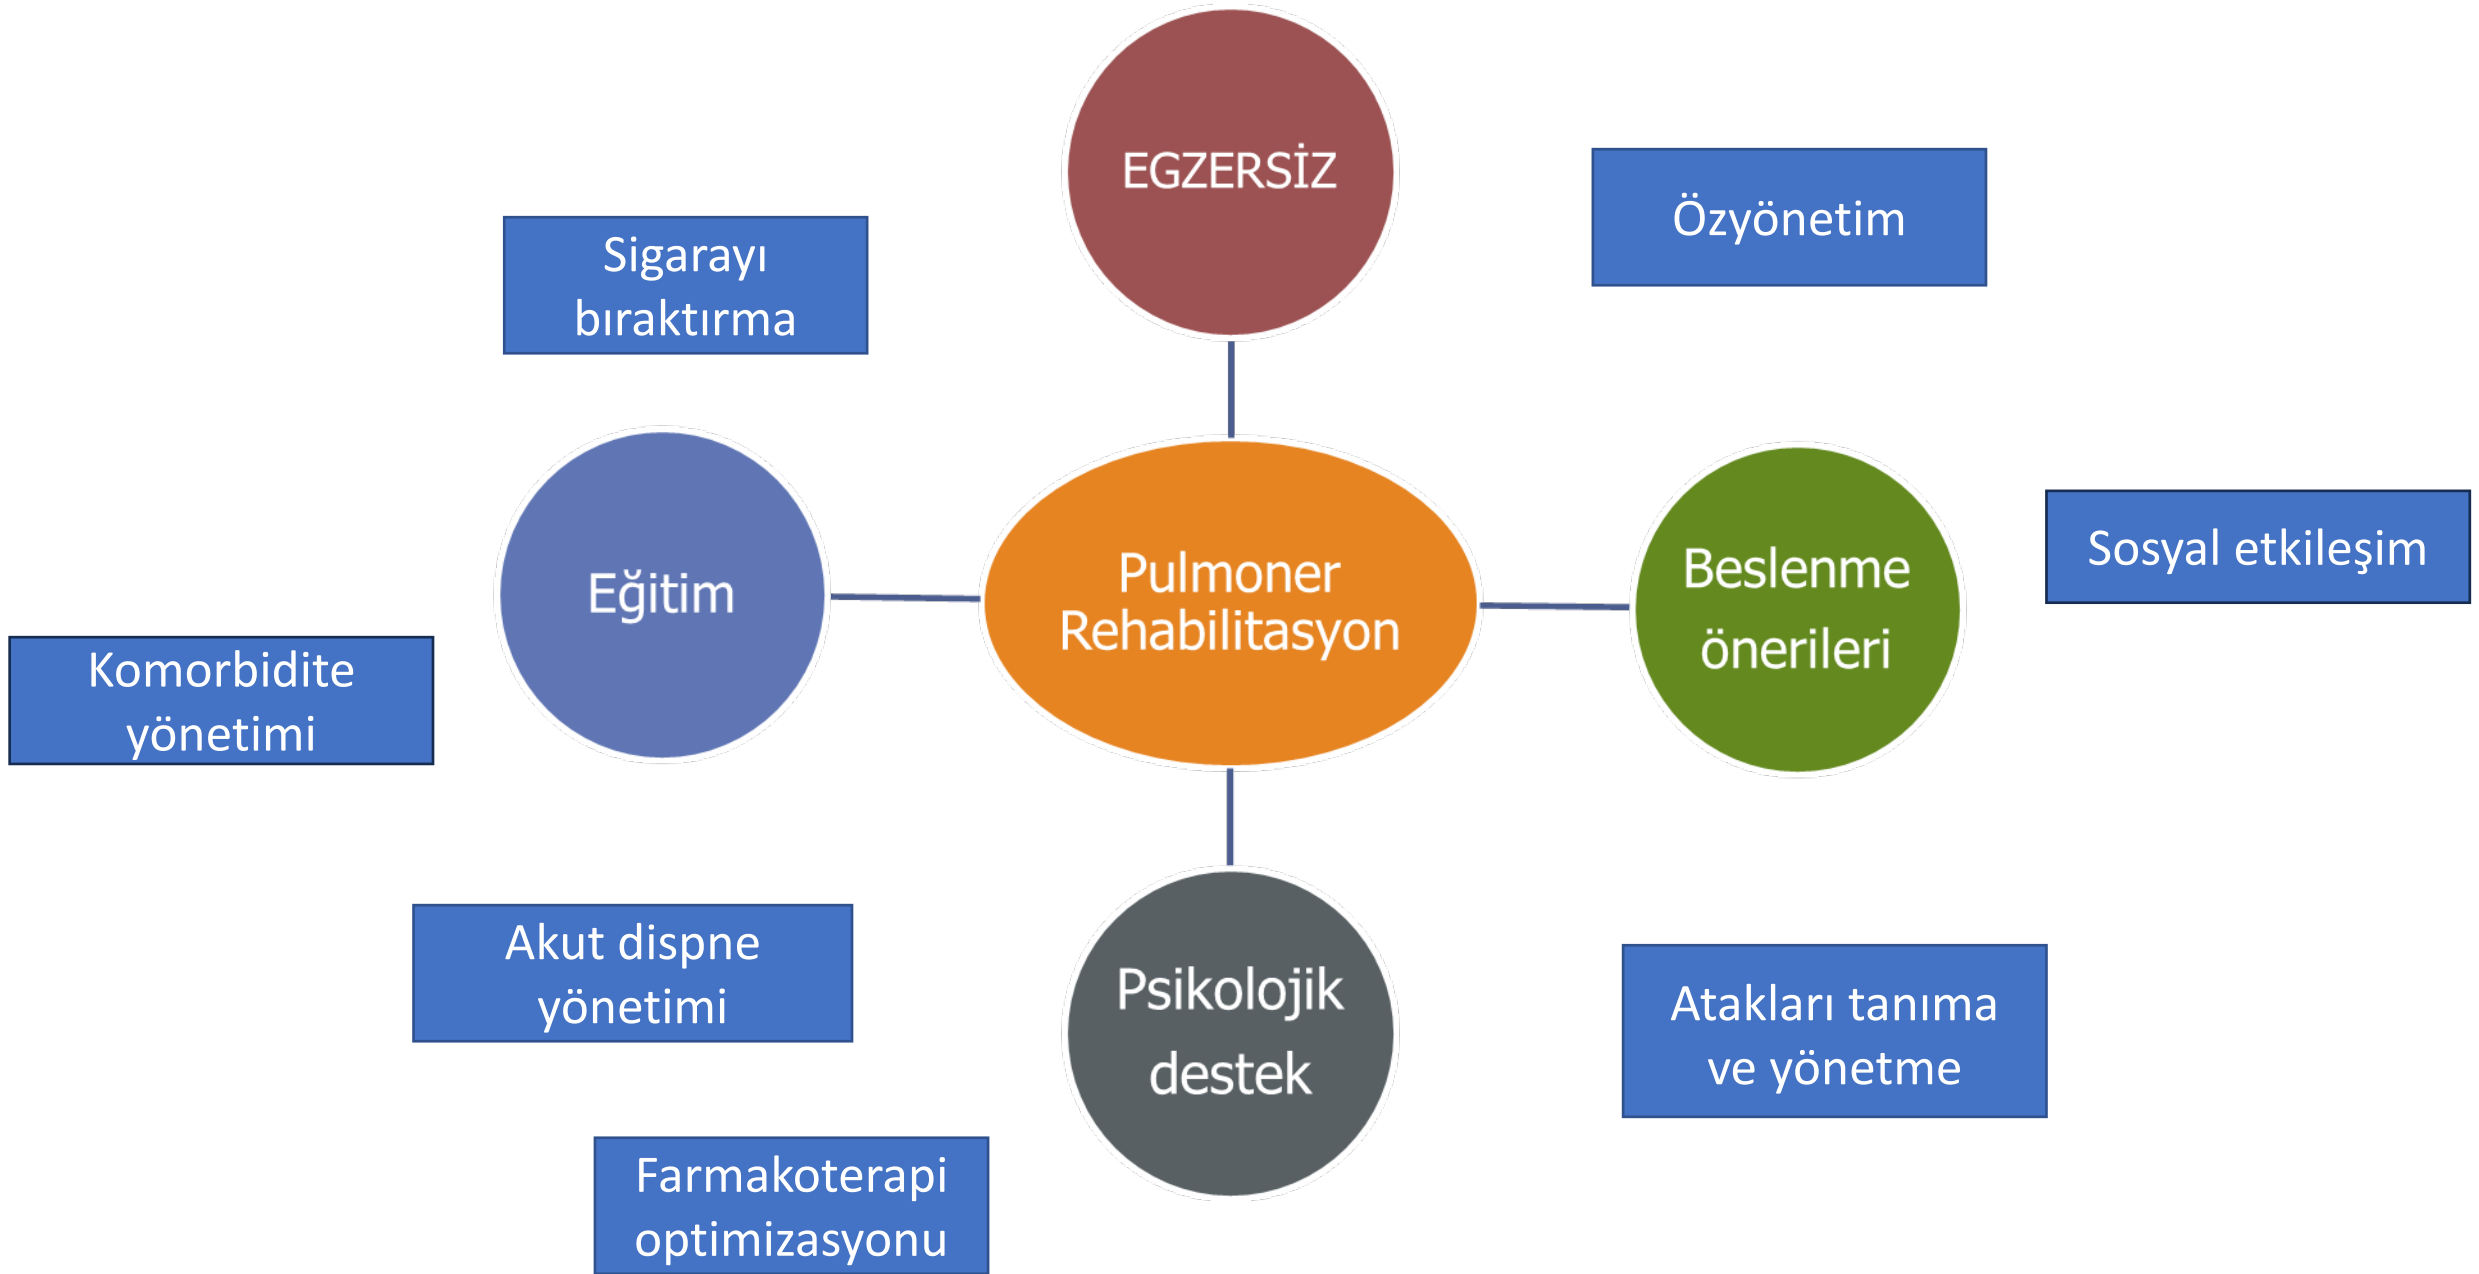 EGZERSİZ
Özyönetim
Sigarayı
bıraktırma
Eğitim
Pulmoner
Rehabilitasyon
Beslenme
önerileri
Sosyal etkileşim
Komorbidite
yönetimi
Akut dispne
yönetimi
Psikolojik
destek
Atakları tanıma
ve yönetme
Farmakoterapi
optimizasyonu